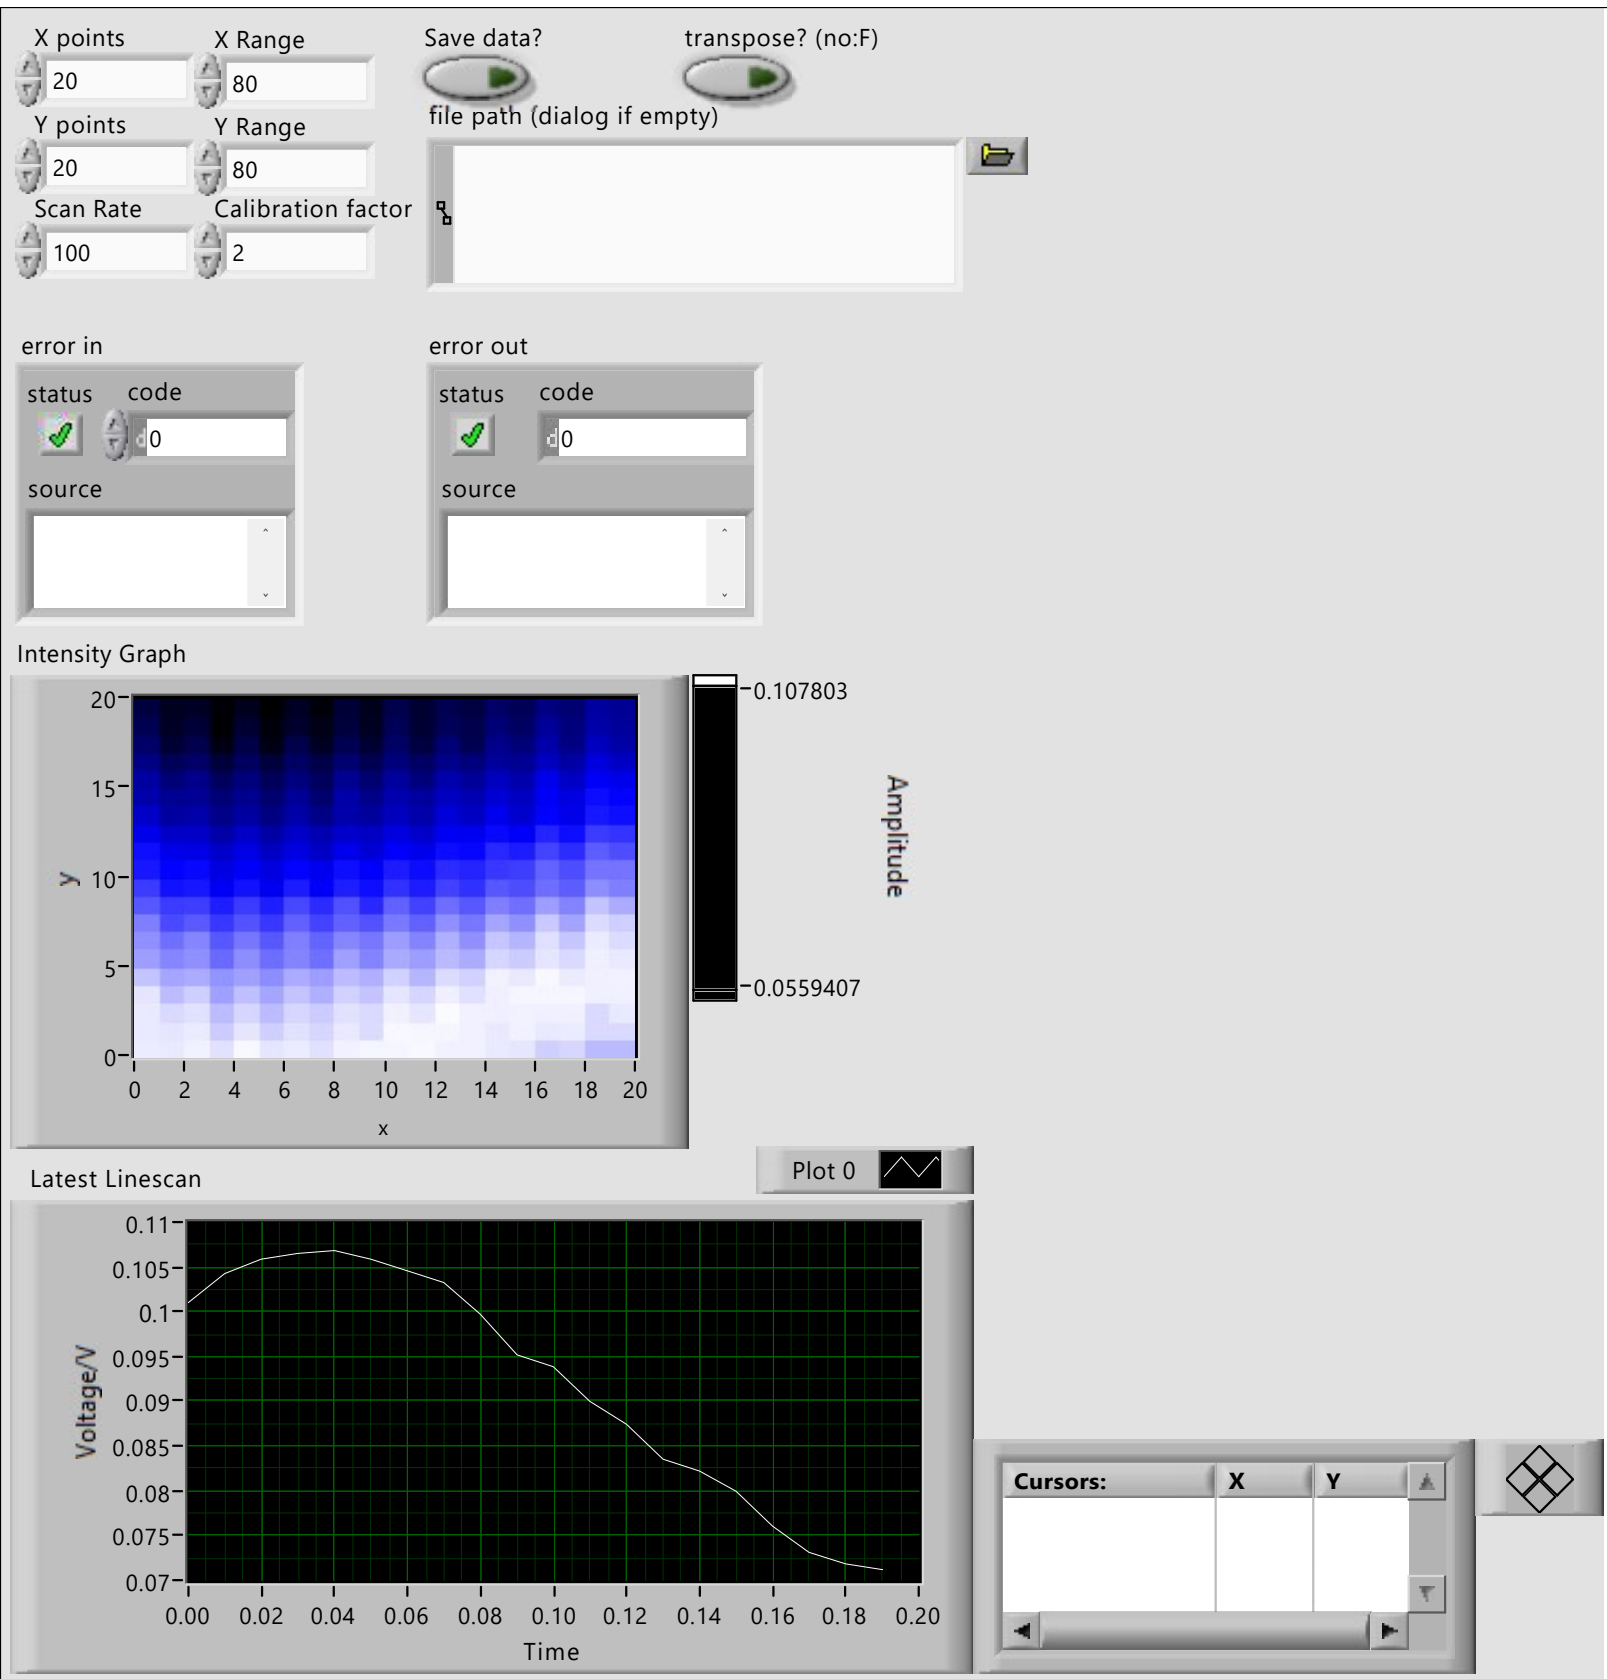 X points
X Range
Save data?
transpose? (no:F)
20
80
file path (dialog if empty)
Y points
Y Range
20
80
Scan Rate
Calibration factor
100
2
error in
error out
status
code
status
code
d0
d0
source
source
Intensity Graph
20
15
10
5
0
y
0 2 4 6 8 10 12 14 16 18 20
x
0.107803
0.0559407
Amplitude
Plot 0
Latest Linescan
0.11
0.105
0.1
0.095
0.09
0.085
0.08
0.075
0.07
Voltage/V
0.00 0.02 0.04 0.06 0.08 0.10 0.12 0.14 0.16 0.18 0.20
Time
Cursors: X Y